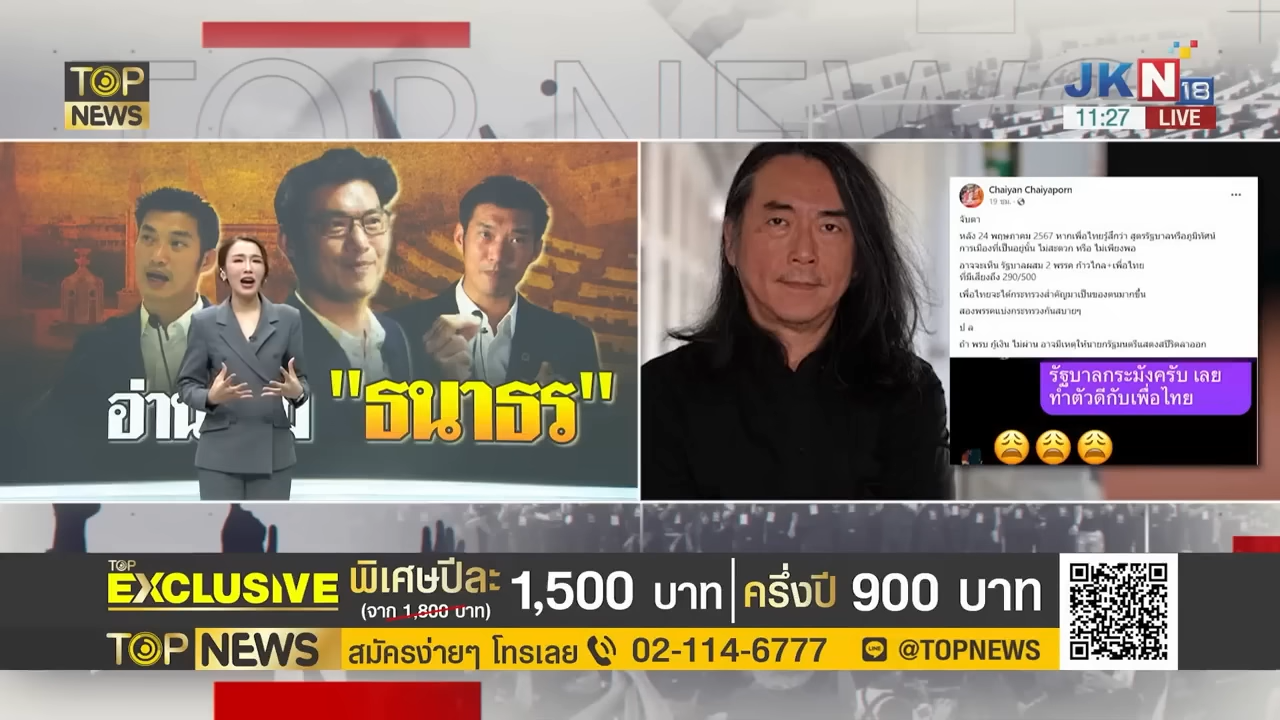 TOP
NEWS
JKN18
11:27 LIVE
TOP NEWS
อ่าน "ธนาธร"
Chaiyan Chaiyaporn
19 ชม.
จับตา
หลัง 24 พฤษภาคม 2567 หากเพื่อไทยรู้สึกว่า สูตรรัฐบาลหรือภูมิทัศน์
การเมืองที่เป็นอยู่นั้น ไม่สะดวก หรือ ไม่เพียงพอ
อาจจะเห็น รัฐบาลผสม 2 พรรค ก้าวไกล+เพื่อไทย
ที่มีเสียงถึง 290/500
เพื่อไทยจะได้กระทรวงสำคัญมาเป็นของตนมากขึ้น
สองพรรคแบ่งกระทรวงกันสบายๆ
ป ล
ถ้า พรบ กู้เงิน ไม่ผ่าน อาจมีเหตุให้นายกรัฐมนตรีแสดงสปิริตลาออก
รัฐบาลกระมังครับ เลย
ทำตัวดีกับเพื่อไทย
😩😩😩
TOP
EXCLUSIVE พิเศษปีละ 1,500 บาท ครึ่งปี 900 บาท
(จาก 1,800 บาท)
TOP NEWS สมัครง่ายๆ โทรเลย 02-114-6777 LINE @TOPNEWS